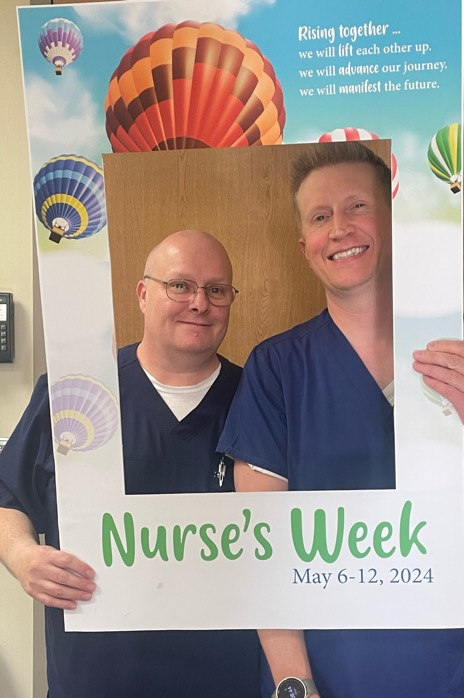 Rising together ...
we will lift each other up.
we will advance our journey.
we will manifest the future.
Nurse's Week
May 6-12, 2024